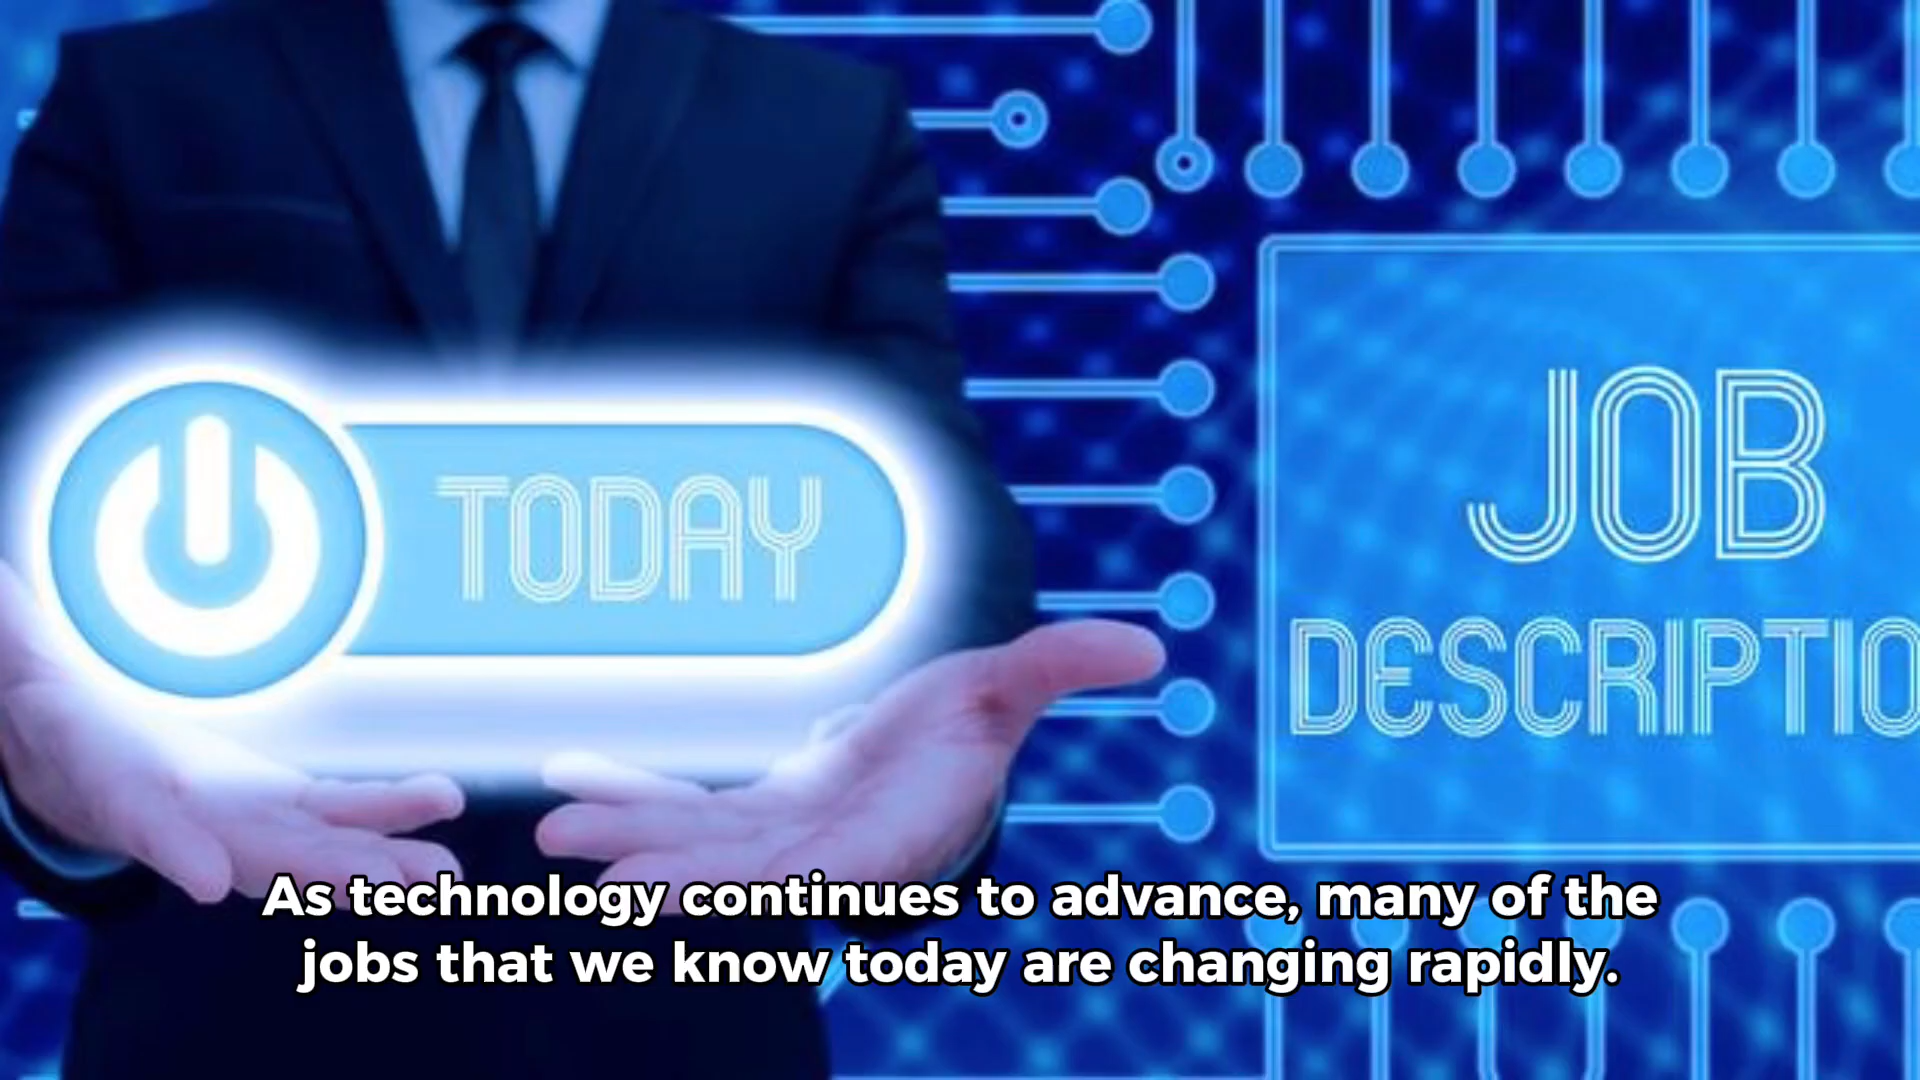 TODAY
JOB
DESCRIPTIO
As technology continues to advance, many of the
jobs that we know today are changing rapidly.